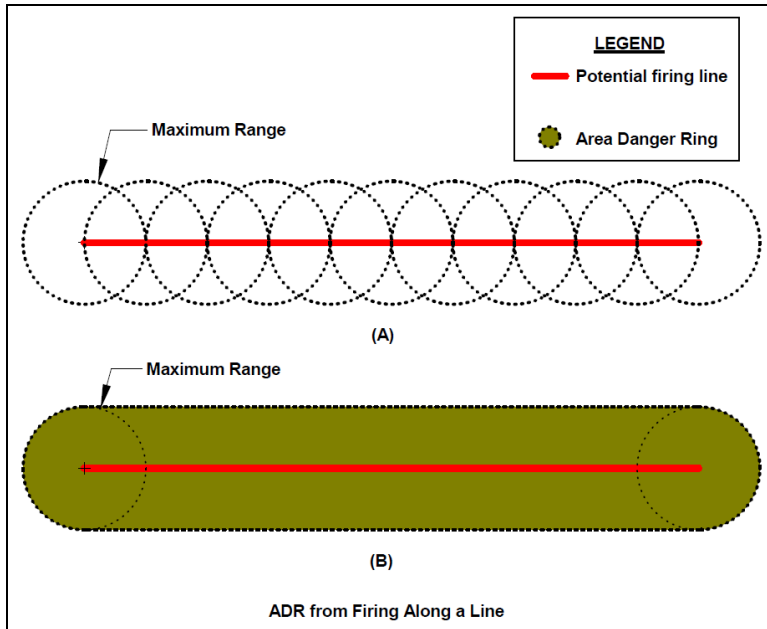 LEGEND
Potential firing line
Area Danger Ring
Maximum Range
(A)
Maximum Range
(B)
ADR from Firing Along a Line